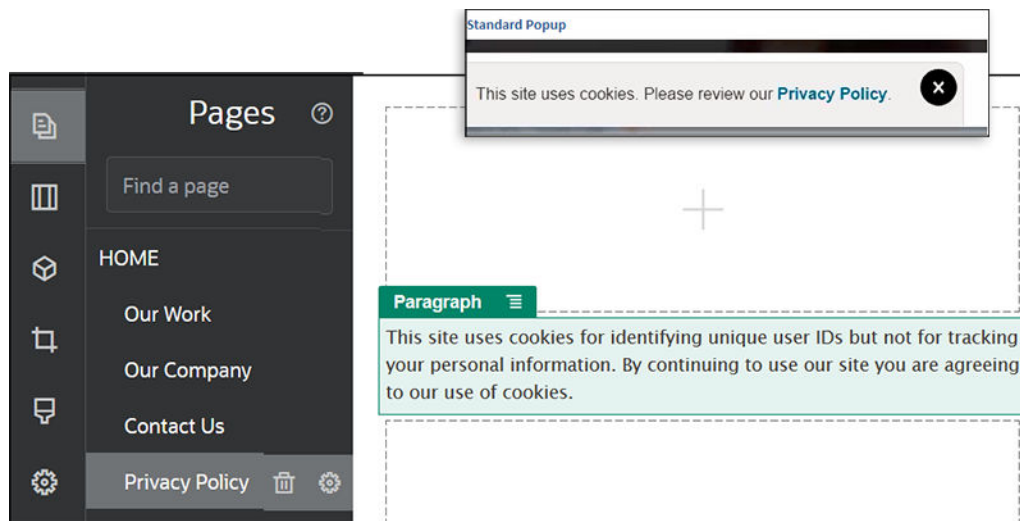 Standard Popup
This site uses cookies. Please review our Privacy Policy.
Pages
Find a page
HOME
Our Work
Our Company
Contact Us
Privacy Policy
Paragraph
This site uses cookies for identifying unique user IDs but not for tracking
your personal information. By continuing to use our site you are agreeing
to our use of cookies.